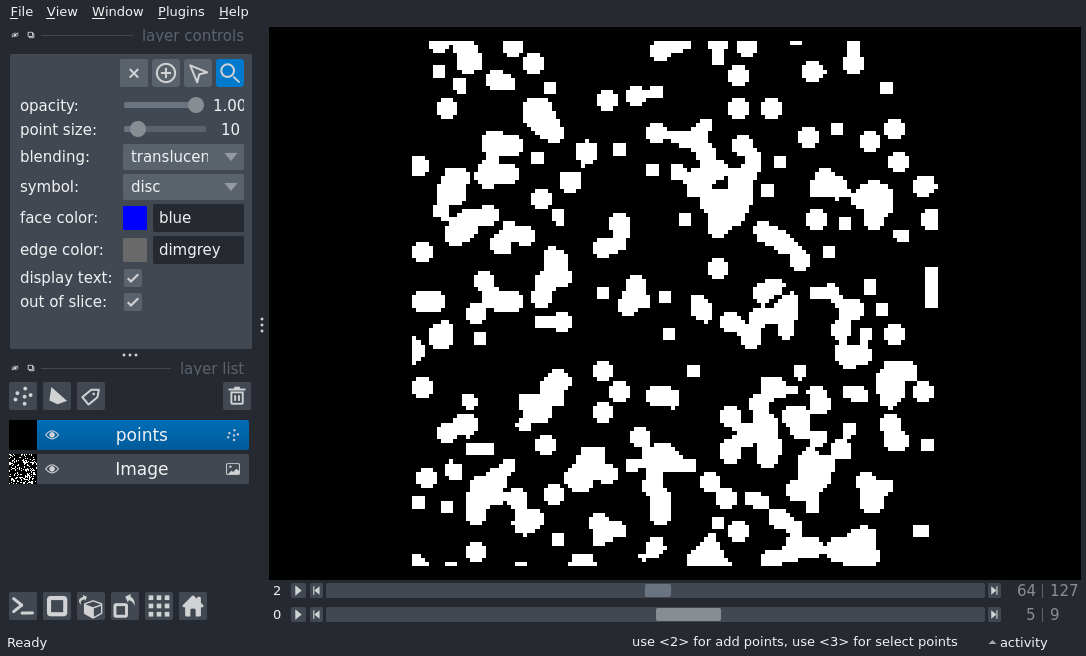 File View Window Plugins Help
layer controls
opacity: 1.00
point size: 10
blending: translucen
symbol: disc
face color: blue
edge color: dimgrey
display text:
out of slice:
layer list
points
Image
2 64 127
0 5 9
Ready use <2> for add points, use <3> for select points activity